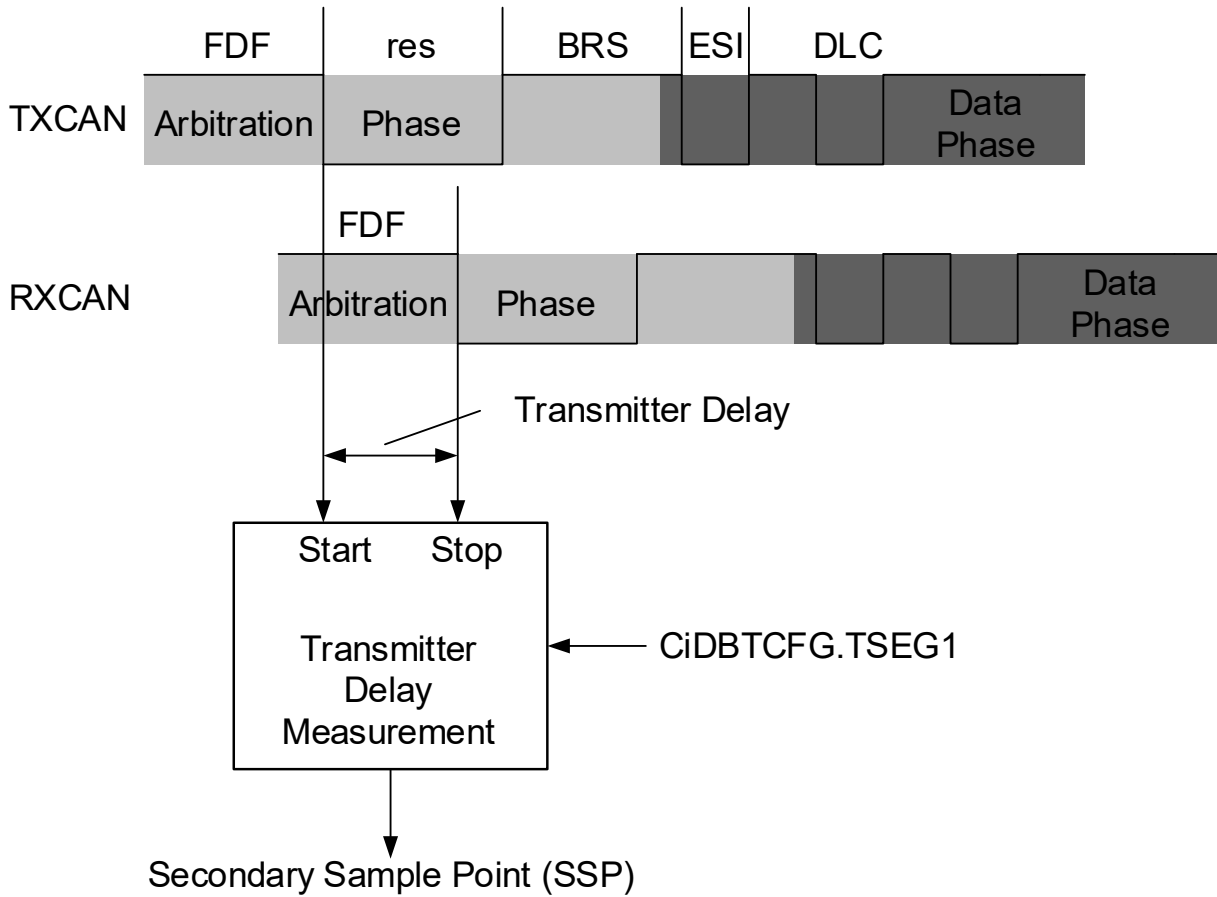 FDF res BRS ESI DLC
TXCAN Arbitration Phase Data
Phase
FDF
RXCAN Arbitration Phase Data
Phase
Transmitter Delay
Start Stop
Transmitter
Delay
Measurement
CiDBTCFG.TSEG1
Secondary Sample Point (SSP)